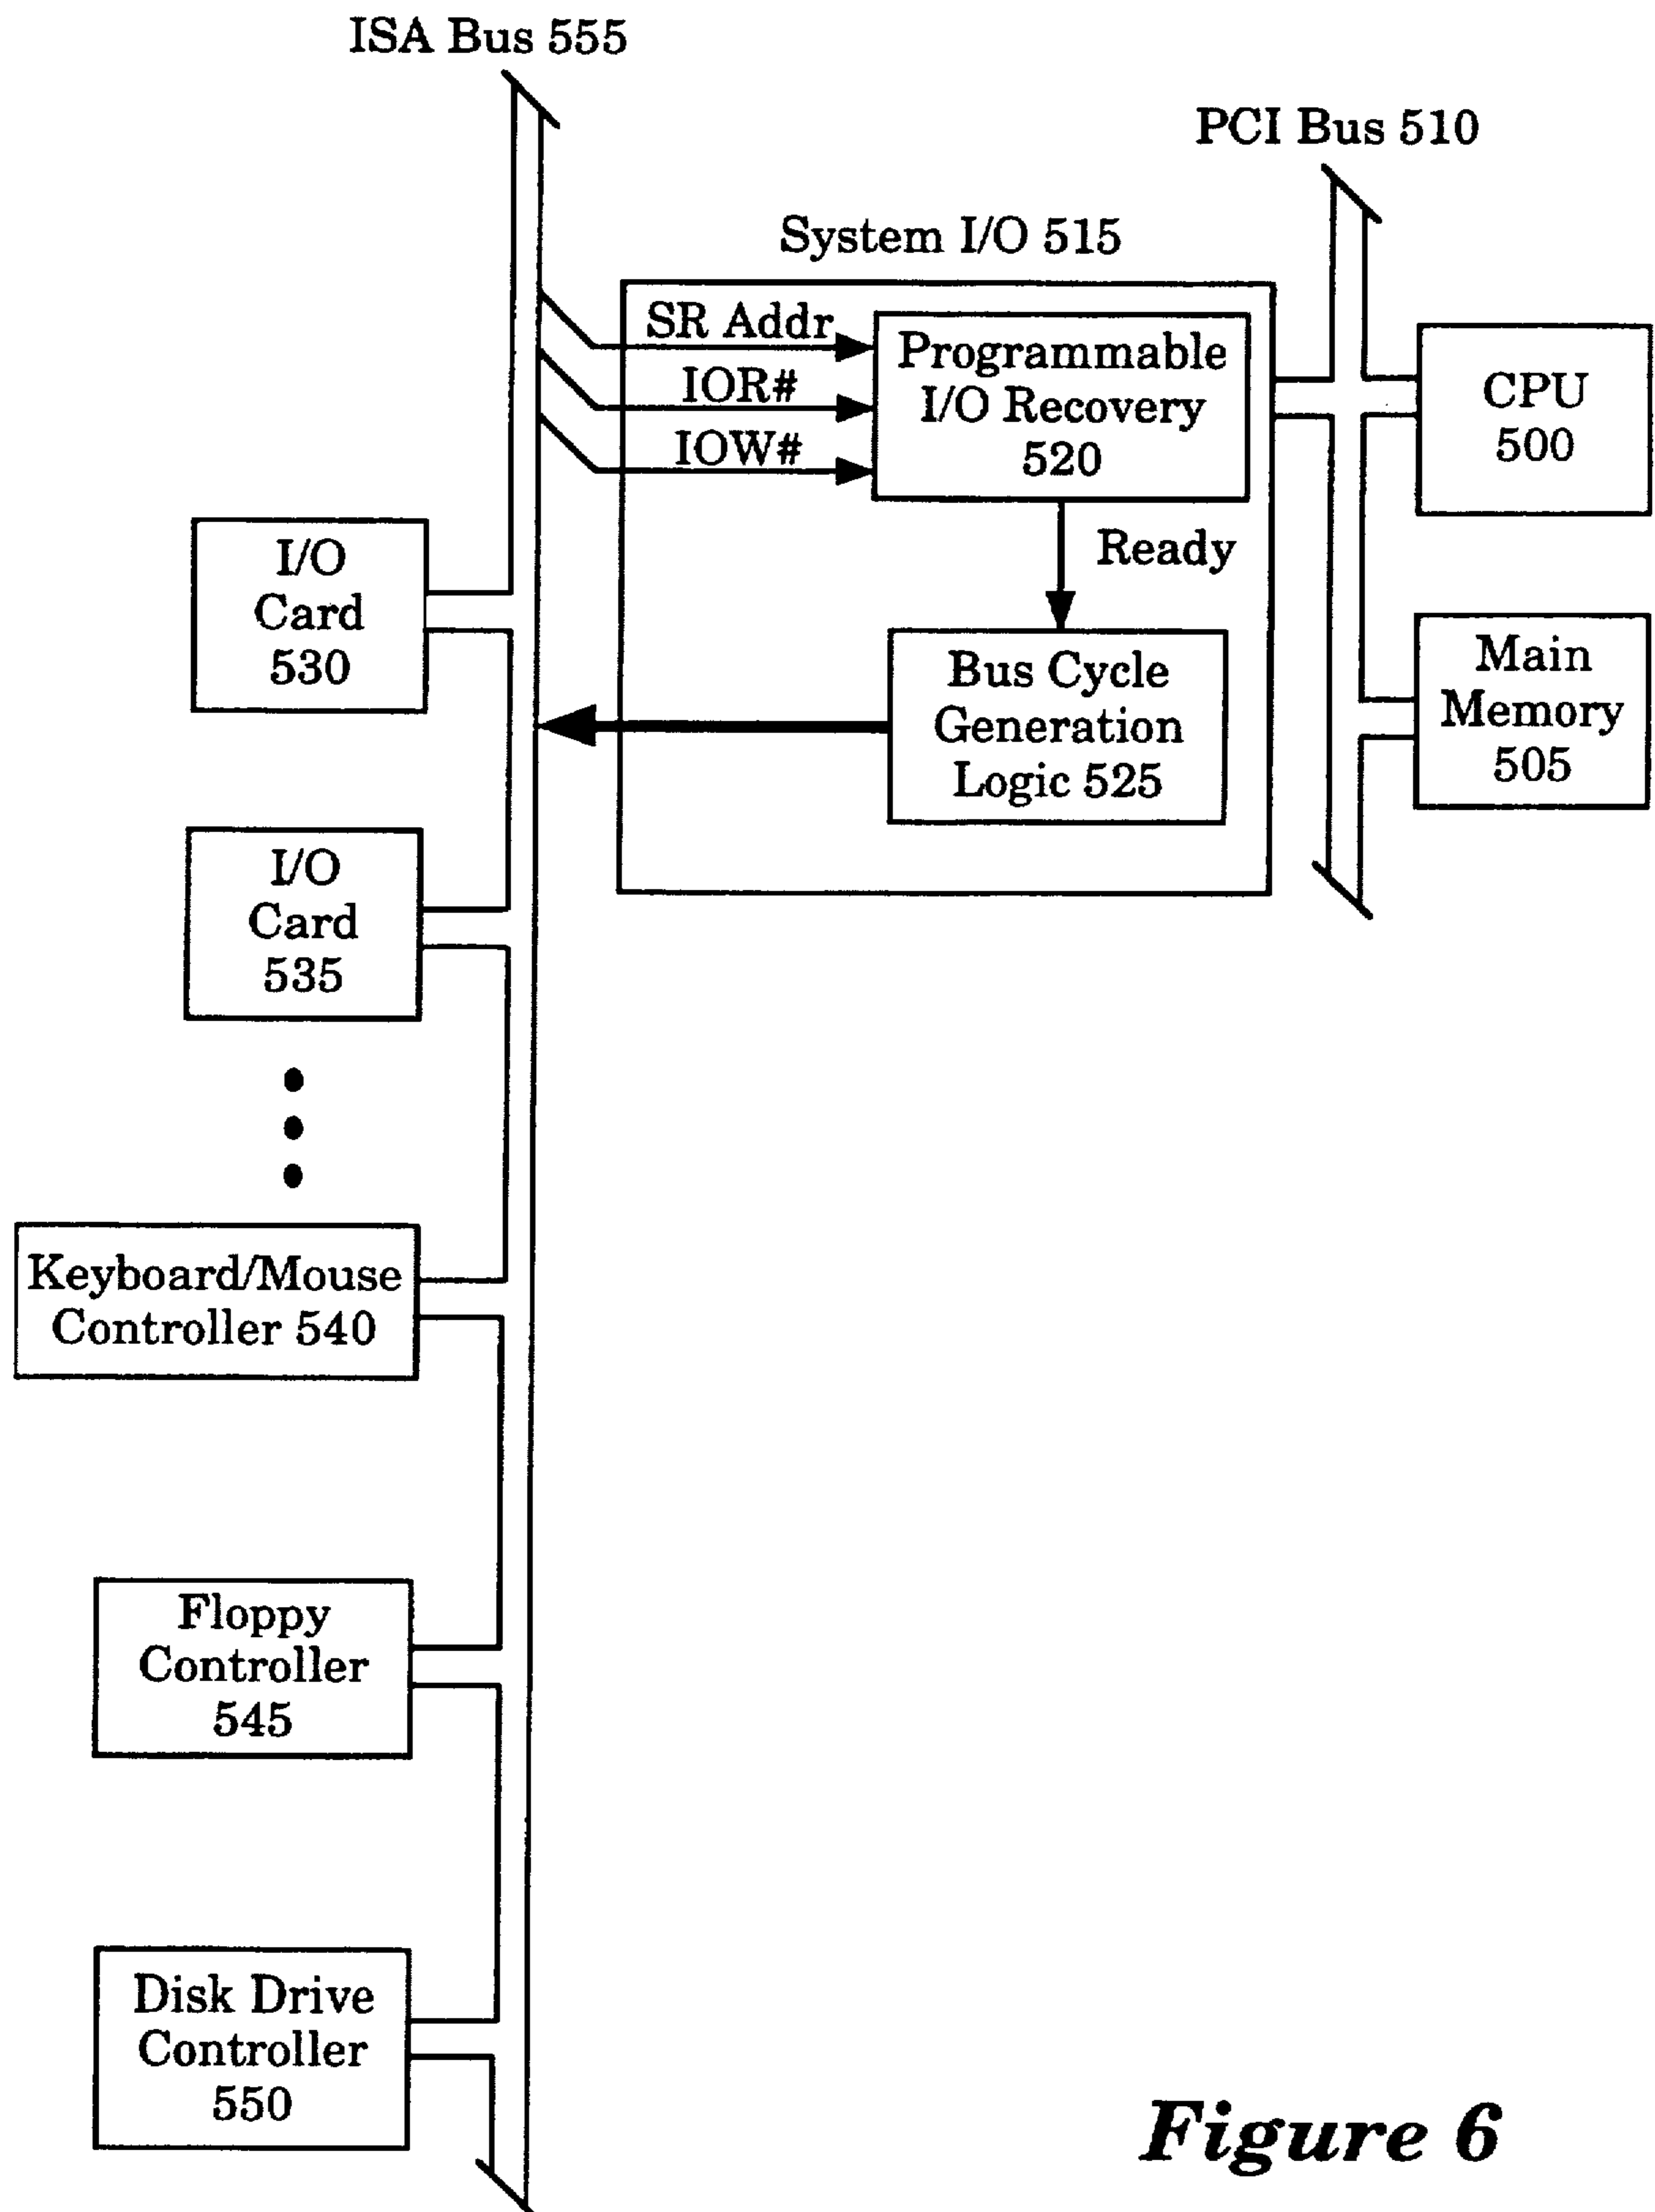 ISA Bus 555
PCI Bus 510
System I/O 515
SR Addr
IOR#
IOW#
Programmable
I/O Recovery
520
CPU
500
Ready
I/O
Card
530
Bus Cycle
Generation
Logic 525
Main
Memory
505
I/O
Card
535
Keyboard/Mouse
Controller 540
Floppy
Controller
545
Disk Drive
Controller
550
Figure 6